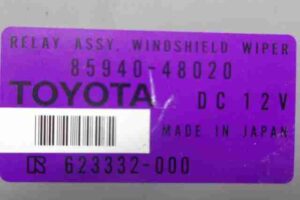 RELAY ASSY, WINDSHIELD WIPER
85940-48020
TOYOTA DC 12V
MADE IN JAPAN
623332-000